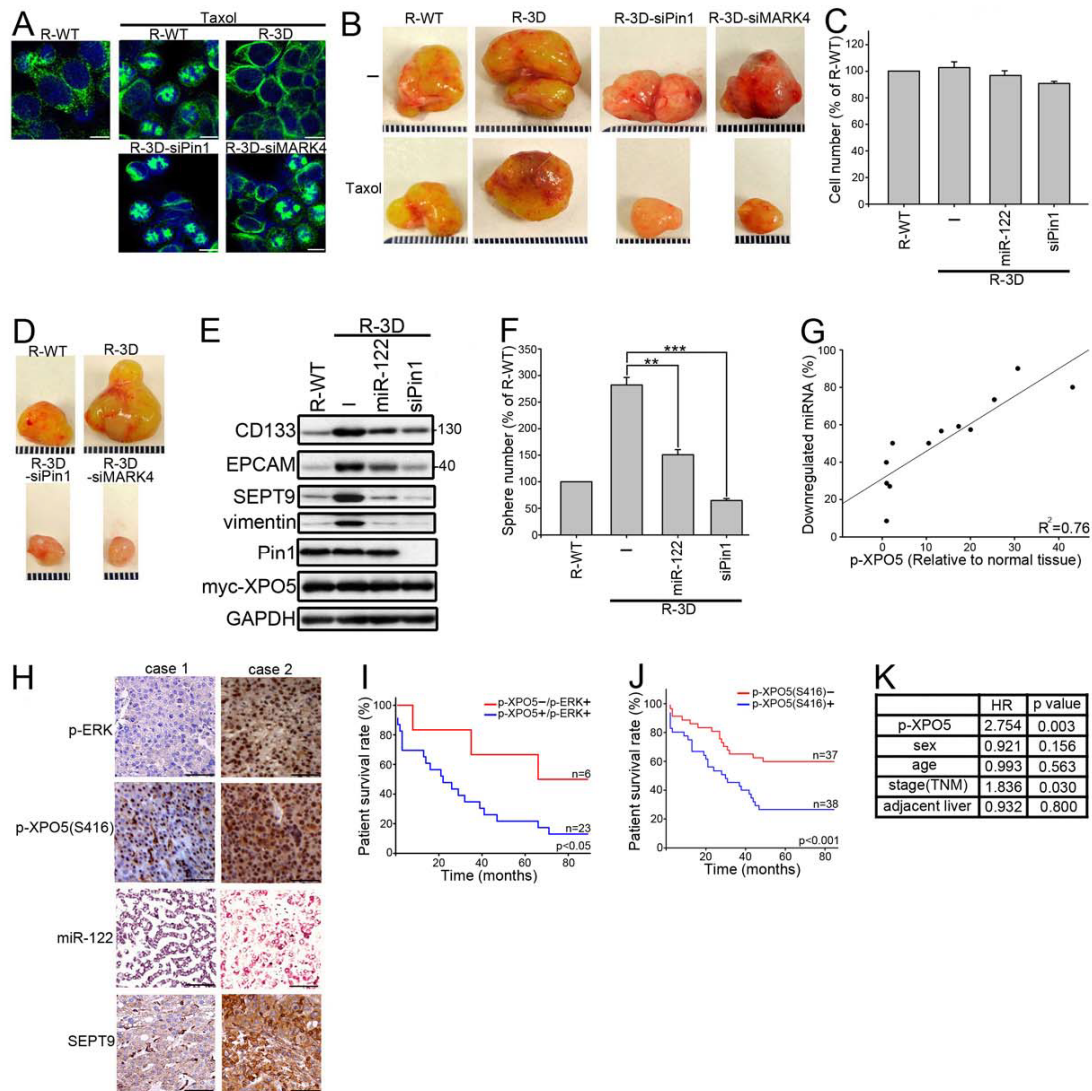 A
Taxol
R-WT
R-WT
R-3D
R-3D-siPin1
R-3D-siMARK4
B
R-WT
R-3D
R-3D-siPin1
R-3D-siMARK4
–
Taxol
C
Cell number (% of R-WT)
120
100
80
60
40
20
0
R-WT
–
miR-122
siPin1
R-3D
D
R-WT
R-3D
R-3D
-siPin1
R-3D
-siMARK4
E
R-3D
R-WT
–
miR-122
siPin1
CD133
-130
EPCAM
-40
SEPT9
vimentin
Pin1
myc-XPO5
GAPDH
F
Sphere number (% of R-WT)
350
300
250
200
150
100
50
0
***
**
R-WT
–
miR-122
siPin1
R-3D
G
Downregulated miRNA (%)
100
80
60
40
20
0
0
10
20
30
40
R²=0.76
p-XPO5 (Relative to normal tissue)
H
case 1
case 2
p-ERK
p-XPO5(S416)
miR-122
SEPT9
I
Patient survival rate (%)
100
80
60
40
20
0
p-XPO5−/p-ERK+
p-XPO5+/p-ERK+
n=6
n=23
p<0.05
20
40
60
80
Time (months)
J
Patient survival rate (%)
100
80
60
40
20
0
p-XPO5(S416)−
p-XPO5(S416)+
n=37
n=38
p<0.001
20
40
60
80
Time (months)
K
HR p value
p-XPO5 2.754 0.003
sex 0.921 0.156
age 0.993 0.563
stage(TNM) 1.836 0.030
adjacent liver 0.932 0.800